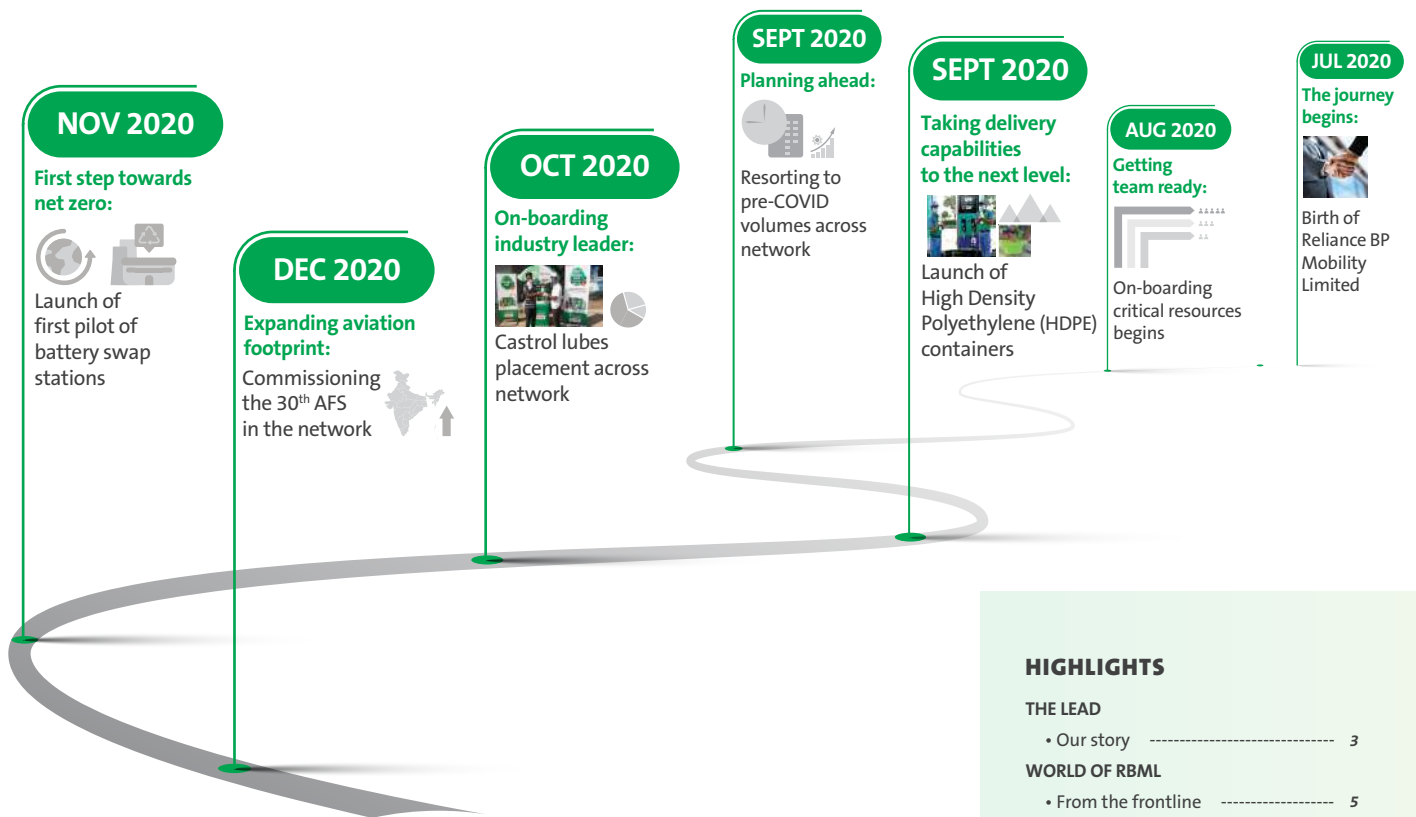 NOV 2020
First step towards
net zero:
Launch of
first pilot of
battery swap
stations
DEC 2020
Expanding aviation
footprint:
Commissioning
the 30th AFS
in the network
OCT 2020
On-boarding
industry leader:
Castrol lubes
placement across
network
SEPT 2020
Planning ahead:
Resorting to
pre-COVID
volumes across
network
SEPT 2020
Taking delivery
capabilities
to the next level:
Launch of
High Density
Polyethylene (HDPE)
containers
AUG 2020
Getting
team ready:
On-boarding
critical resources
begins
JUL 2020
The journey
begins:
Birth of
Reliance BP
Mobility
Limited
HIGHLIGHTS
THE LEAD
• Our story ------------------------------- 3
WORLD OF RBML
• From the frontline ------------------- 5